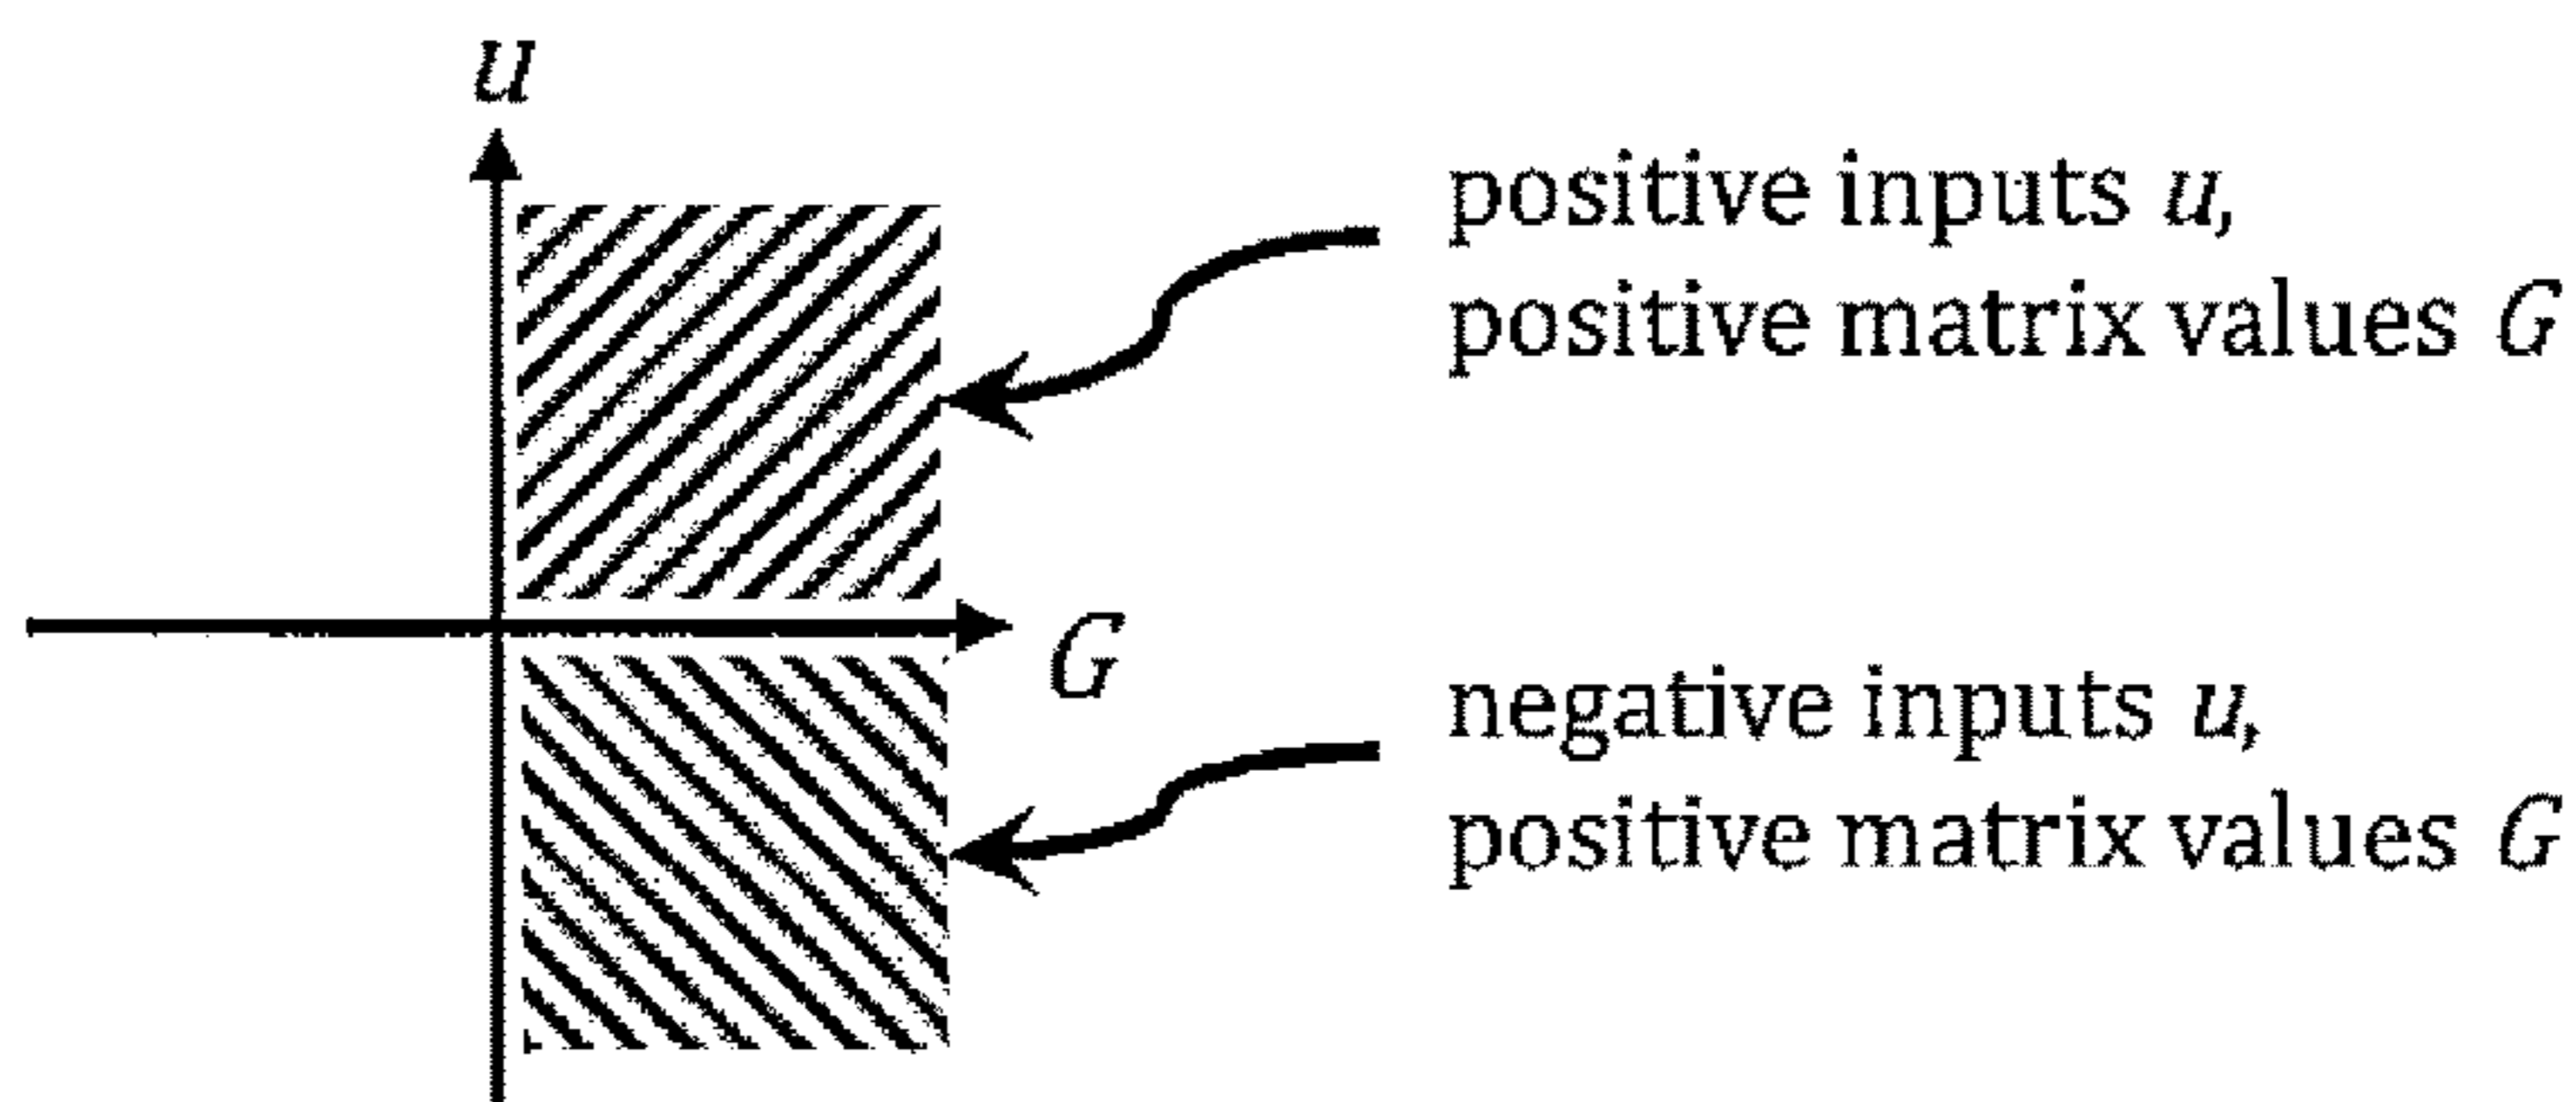 u
positive inputs u,
positive matrix values G
G
negative inputs u,
positive matrix values G